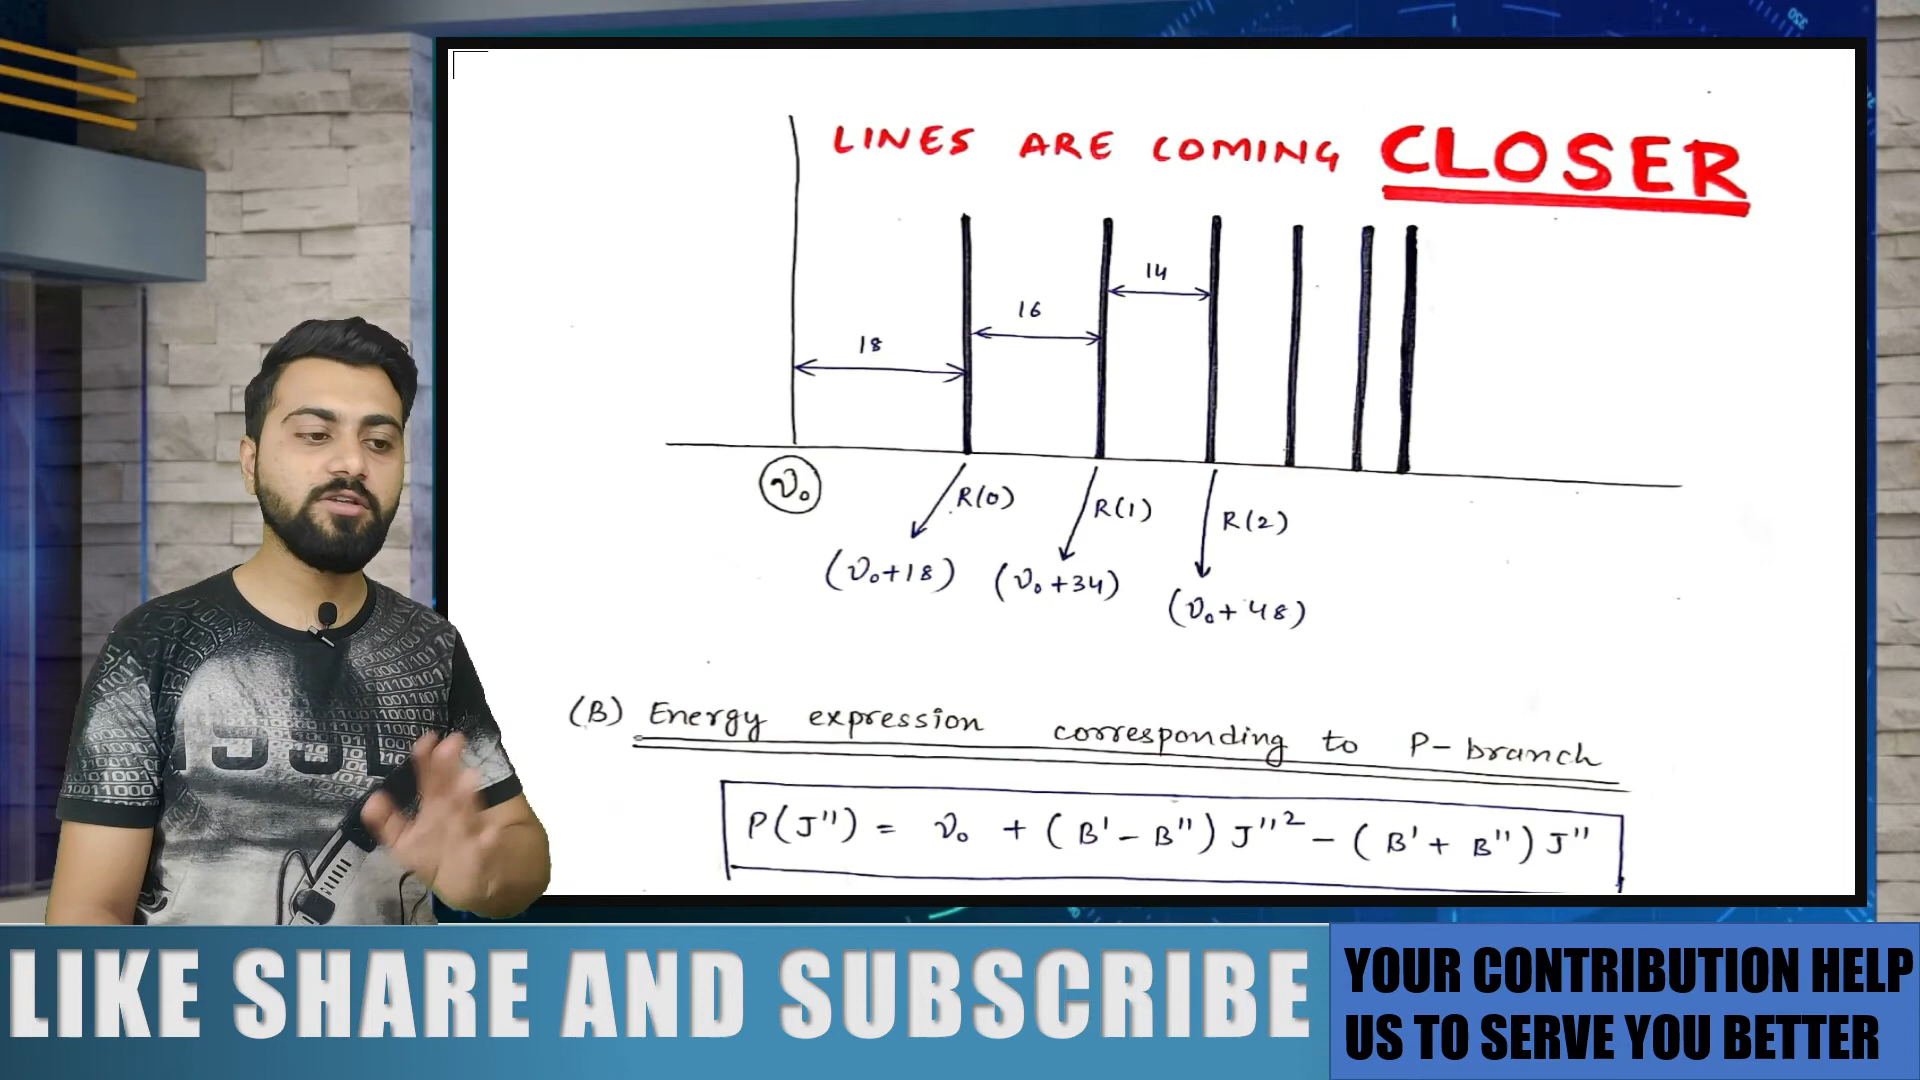 LINES ARE COMING CLOSER
14
16
18
ν₀
R(0)
R(1)
R(2)
(ν₀+18)
(ν₀+34)
(ν₀+48)
(B) Energy expression corresponding to P-branch
P(J") = ν₀ + (B' - B") J"² - (B' + B") J"
LIKE SHARE AND SUBSCRIBE
YOUR CONTRIBUTION HELP
US TO SERVE YOU BETTER